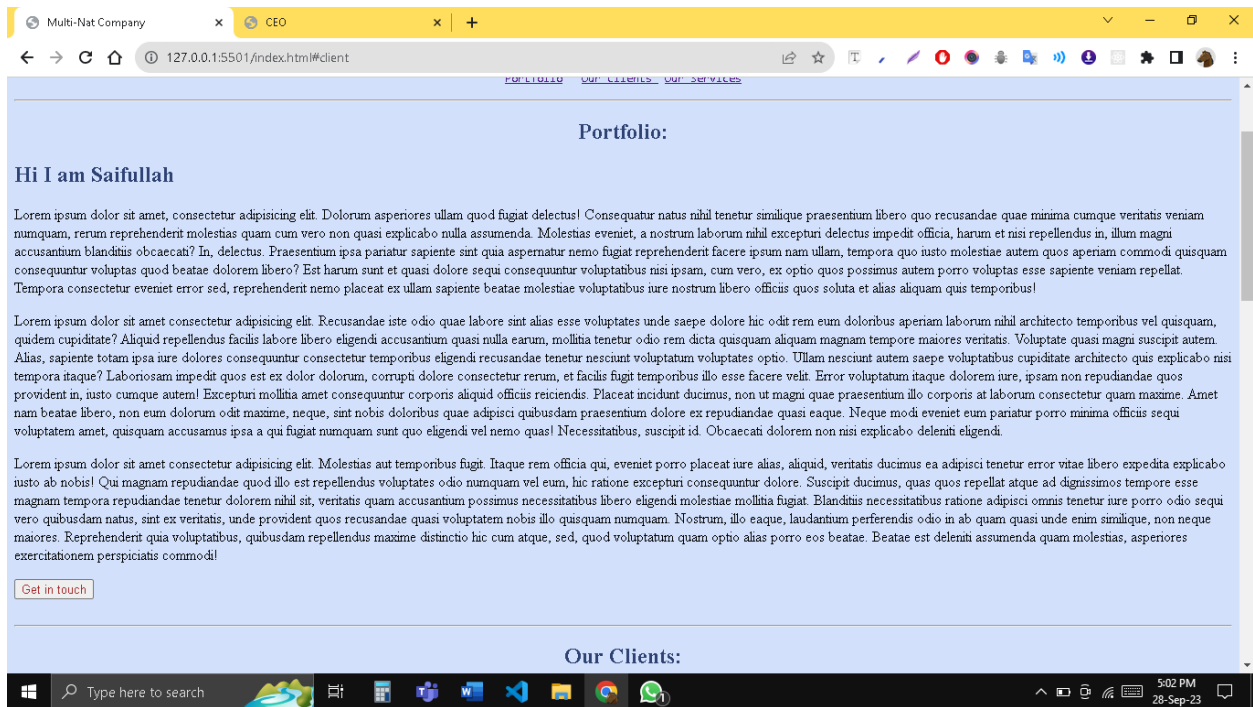 Multi-Nat Company
CEO
127.0.0.1:5501/index.html#client
Portfolio Our Clients Our Services
Portfolio:
Hi I am Saifullah
Lorem ipsum dolor sit amet, consectetur adipisicing elit. Dolorum asperiores ullam quod fugiat delectus! Consequatur natus nihil tenetur similique praesentium libero quo recusandae quae minima cumque veritatis veniam
numquam, rerum reprehenderit molestias quam cum vero non quasi explicabo nulla assumenda. Molestias eveniet, a nostrum laborum nihil excepturi delectus impedit officia, harum et nisi repellendus in, illum magni
accusantium blanditiis obcaecati? In, delectus. Praesentium ipsa pariatur sapiente sint quia aspernatur nemo fugiat reprehenderit facere ipsum nam ullam, tempora quo iusto molestiae autem quos aperiam commodi quisquam
consequuntur voluptas quod beatae dolorem libero? Est harum sunt et quasi dolore sequi consequuntur voluptatibus nisi ipsam, cum vero, ex optio quos possimus autem porro voluptas esse sapiente veniam repellat.
Tempora consectetur eveniet error sed, reprehenderit nemo placeat ex ullam sapiente beatae molestiae voluptatibus iure nostrum libero officiis quos soluta et alias aliquam quis temporibus!
Lorem ipsum dolor sit amet consectetur adipisicing elit. Recusandae iste odio quae labore sint alias esse voluptates unde saepe dolore hic odit rem eum doloribus aperiam laborum nihil architecto temporibus vel quisquam,
quidem cupiditate? Aliquid repellendus facilis labore libero eligendi accusantium quasi nulla earum, mollitia tenetur odio rem dicta quisquam aliquam magnam tempore maiores veritatis. Voluptate quasi magni suscipit autem.
Alias, sapiente totam ipsa iure dolores consequuntur consectetur temporibus eligendi recusandae tenetur nesciunt voluptatum voluptates optio. Ullam nesciunt autem saepe voluptatibus cupiditate architecto quis explicabo nisi
tempora itaque? Laboriosam impedit quos est ex dolor dolorum, corrupti dolore consectetur rerum, et facilis fugit temporibus illo esse facere velit. Error voluptatum itaque dolorem iure, ipsam non repudiandae quos
provident in, iusto cumque autem! Excepturi mollitia amet consequuntur corporis aliquid officiis reiciendis. Placeat incidunt ducimus, non ut magni quae praesentium illo corporis at laborum consectetur quam maxime. Amet
nam beatae libero, non eum dolorum odit maxime, neque, sint nobis doloribus quae adipisci quibusdam praesentium dolore ex repudiandae quasi eaque. Neque modi eveniet eum pariatur porro minima officiis sequi
voluptatem amet, quisquam accusamus ipsa a qui fugiat numquam sunt quo eligendi vel nemo quas! Necessitatibus, suscipit id. Obcaecati dolorem non nisi explicabo deleniti eligendi.
Lorem ipsum dolor sit amet consectetur adipisicing elit. Molestias aut temporibus fugit. Itaque rem officia qui, eveniet porro placeat iure alias, aliquid, veritatis ducimus ea adipisci tenetur error vitae libero expedita explicabo
iusto ab nobis! Qui magnam repudiandae quod illo est repellendus voluptates odio numquam vel eum, hic ratione excepturi consequuntur dolore. Suscipit ducimus, quas quos repellat atque ad dignissimos tempore esse
magnam tempora repudiandae tenetur dolorem nihil sit, veritatis quam accusantium possimus necessitatibus libero eligendi molestiae mollitia fugiat. Blanditiis necessitatibus ratione adipisci omnis tenetur iure porro odio sequi
vero quibusdam natus, sint ex veritatis, unde provident quos recusandae quasi voluptatem nobis illo quisquam numquam. Nostrum, illo eaque, laudantium perferendis odio in ab quam quasi unde enim similique, non neque
maiores. Reprehenderit quia voluptatibus, quibusdam repellendus maxime distinctio hic cum atque, sed, quod voluptatum quam optio alias porro eos beatae. Beatae est deleniti assumenda quam molestias, asperiores
exercitationem perspiciatis commodi!
Get in touch
Our Clients:
Type here to search
5:02 PM
28-Sep-23